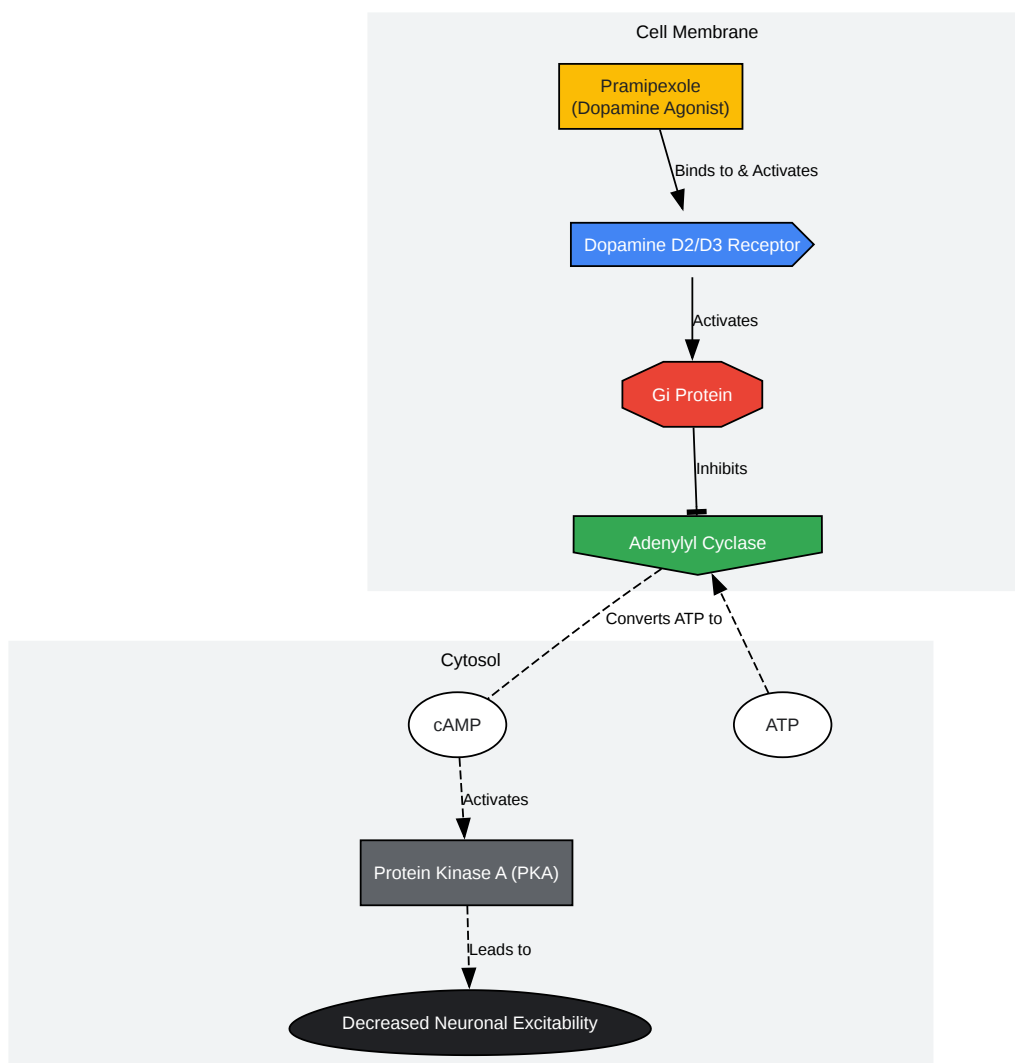 Cell Membrane
Pramipexole
(Dopamine Agonist)
Binds to & Activates
Dopamine D2/D3 Receptor
Activates
Gi Protein
Inhibits
Adenylyl Cyclase
Converts ATP to
Cytosol
cAMP
ATP
Activates
Protein Kinase A (PKA)
Leads to
Decreased Neuronal Excitability